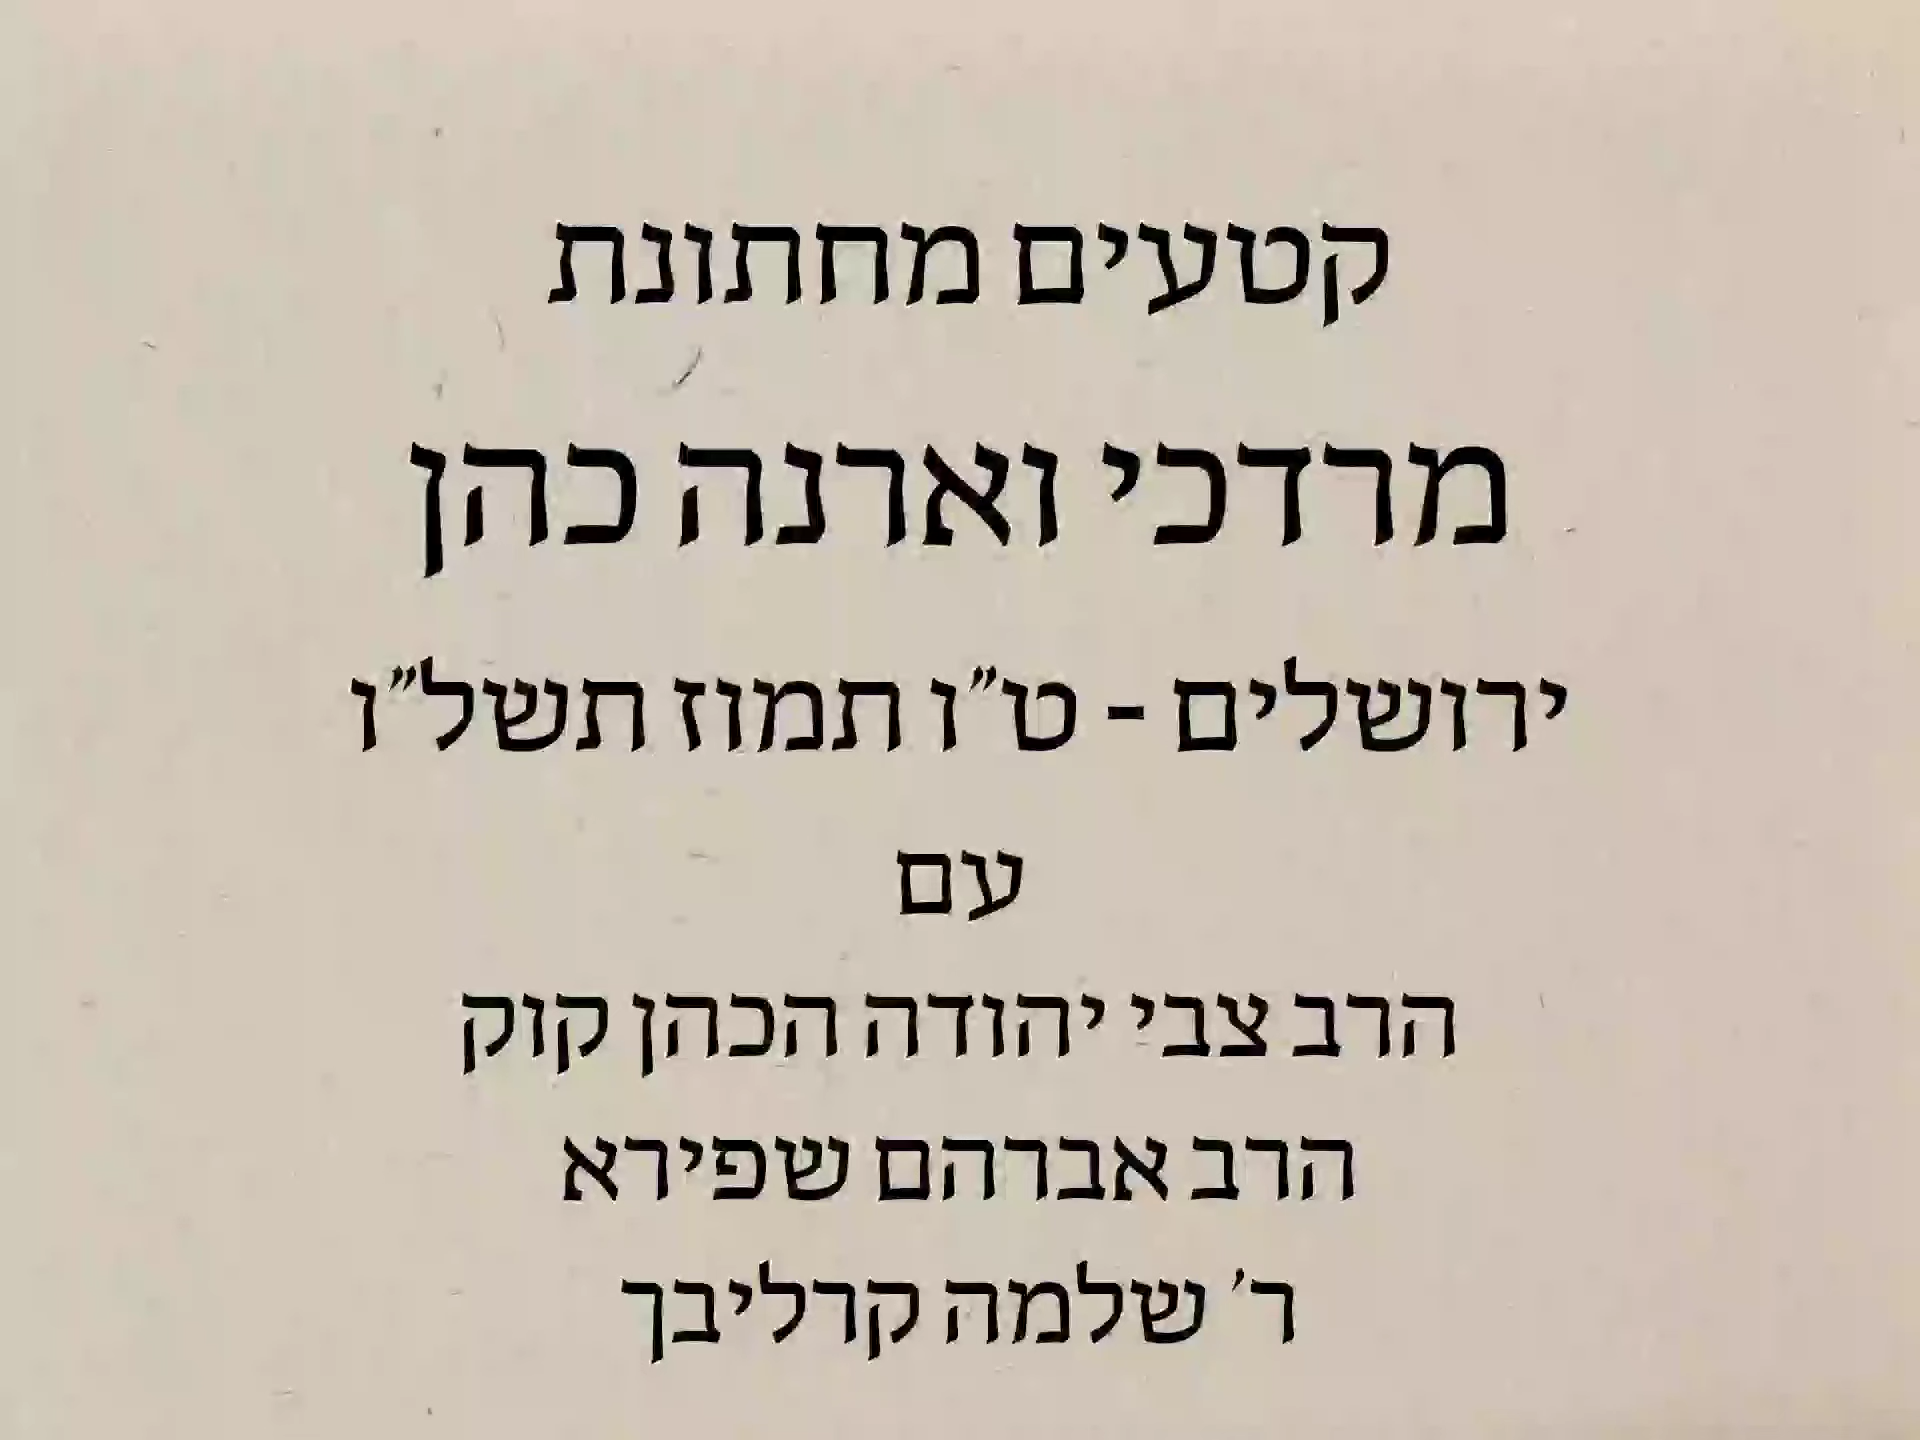 קטעים מחתונת
מרדכי וארנה כהן
ירושלים - ט״ו תמוז תשל״ו
עם
הרב צבי יהודה הכהן קוק
הרב אברהם שפירא
ר׳ שלמה קרליבך